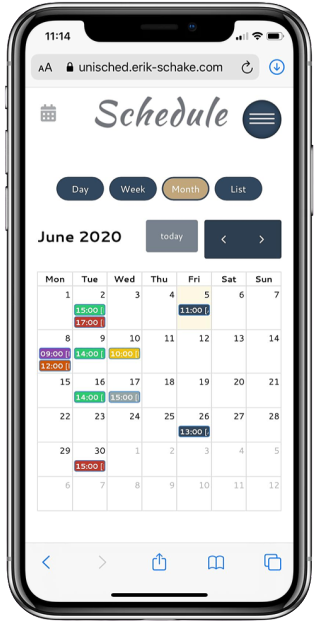 11:14
AA unisched.erik-schake.com
Schedule
Day Week Month List
June 2020 today
Mon Tue Wed Thu Fri Sat Sun
1 2 3 4 5 6 7
15:00 [ 11:00 [
17:00 [
8 9 10 11 12 13 14
09:00 [ 14:00 [ 10:00 [
12:00 [
15 16 17 18 19 20 21
14:00 [ 15:00 [
22 23 24 25 26 27 28
13:00 [
29 30 1 2 3 4 5
15:00 [
6 7 8 9 10 11 12